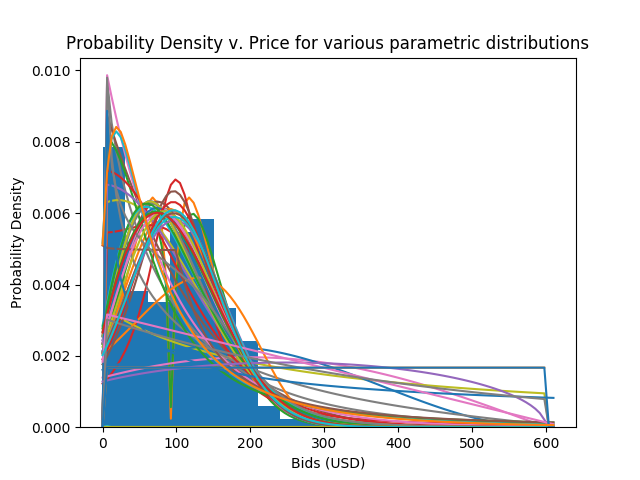 Probability Density v. Price for various parametric distributions
0.010
0.008
0.006
0.004
0.002
0.000
Probability Density
0 100 200 300 400 500 600
Bids (USD)